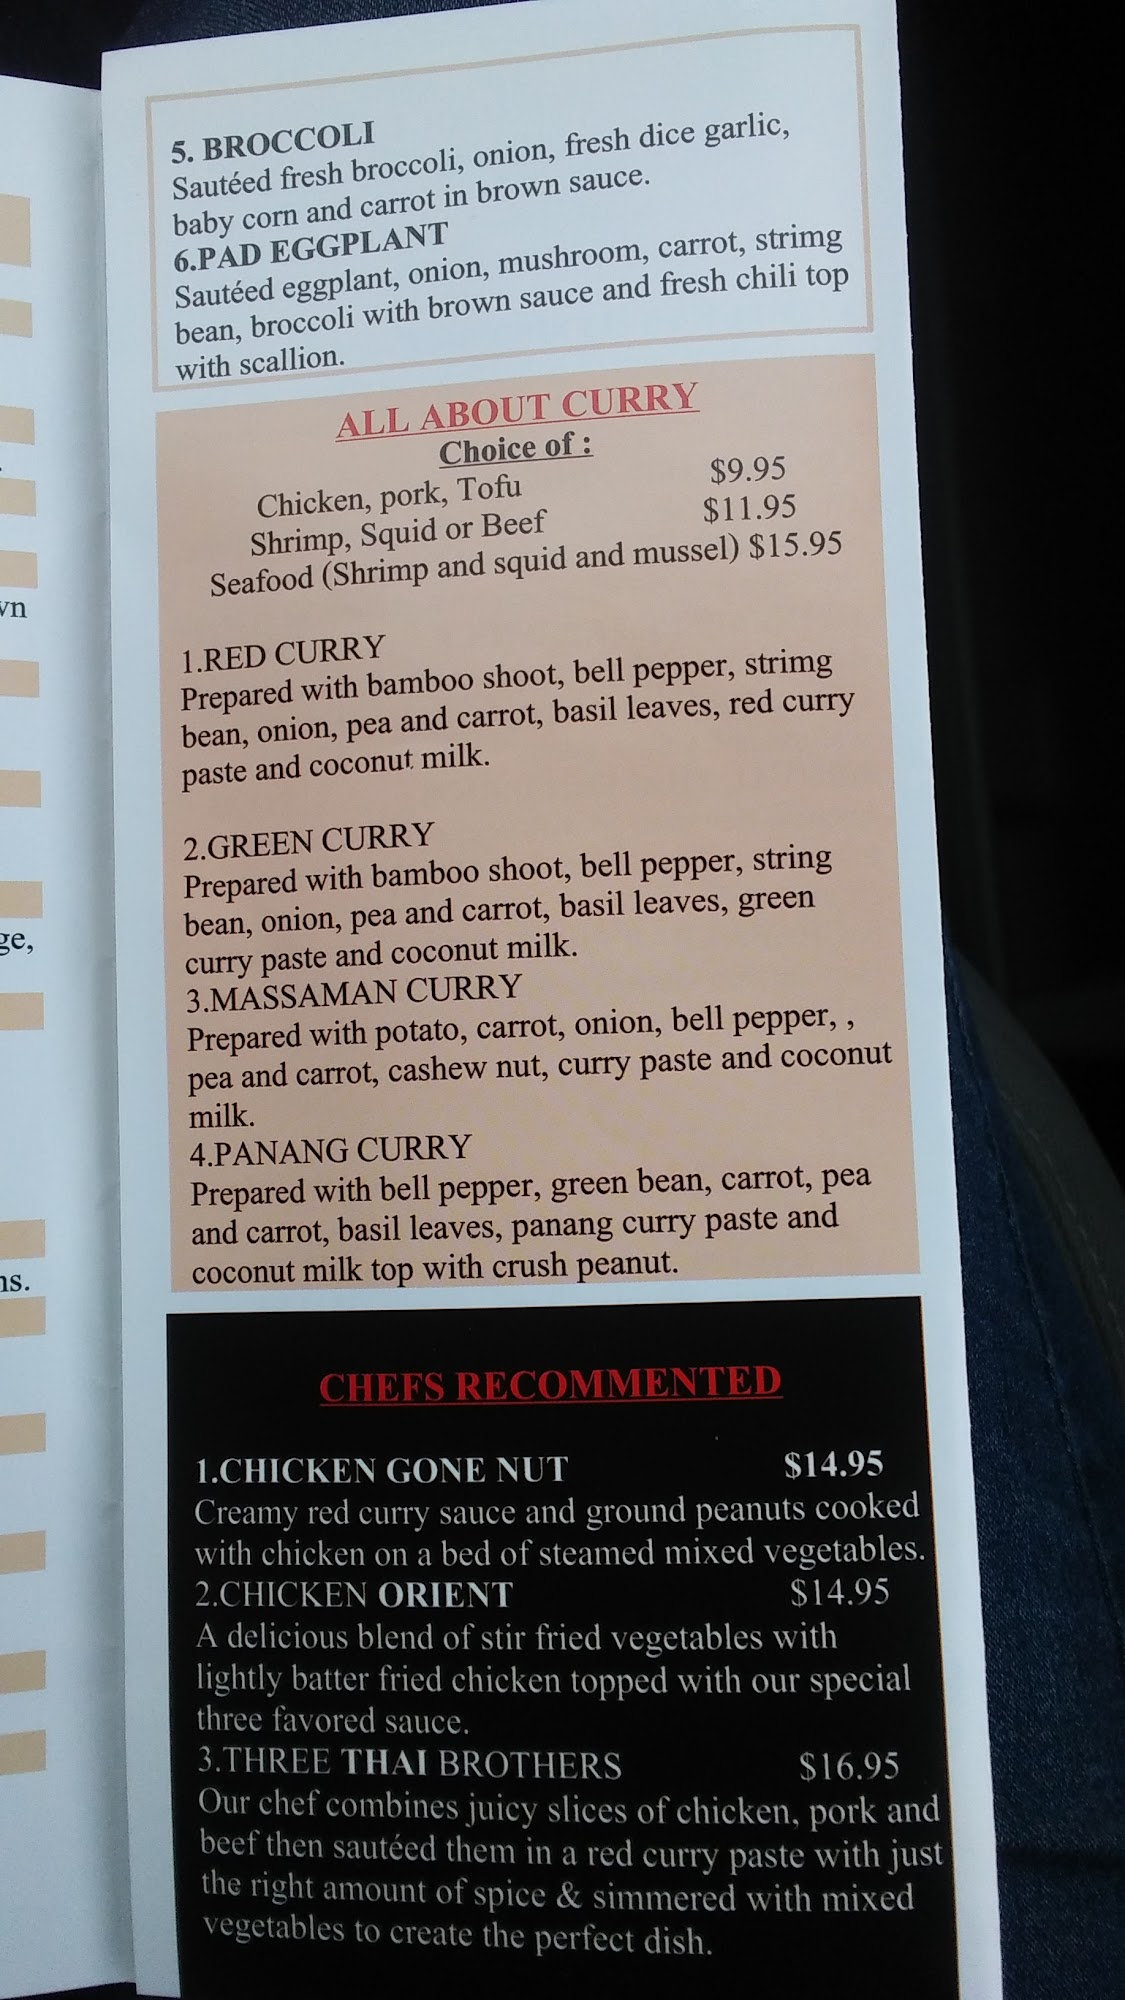 5. BROCCOLI
Sautéed fresh broccoli, onion, fresh dice garlic,
baby corn and carrot in brown sauce.
6.PAD EGGPLANT
Sautéed eggplant, onion, mushroom, carrot, strimg
bean, broccoli with brown sauce and fresh chili top
with scallion.
ALL ABOUT CURRY
Choice of :
Chicken, pork, Tofu $9.95
Shrimp, Squid or Beef $11.95
Seafood (Shrimp and squid and mussel) $15.95
1.RED CURRY
Prepared with bamboo shoot, bell pepper, strimg
bean, onion, pea and carrot, basil leaves, red curry
paste and coconut milk.
2.GREEN CURRY
Prepared with bamboo shoot, bell pepper, string
bean, onion, pea and carrot, basil leaves, green
curry paste and coconut milk.
3.MASSAMAN CURRY
Prepared with potato, carrot, onion, bell pepper, ,
pea and carrot, cashew nut, curry paste and coconut
milk.
4.PANANG CURRY
Prepared with bell pepper, green bean, carrot, pea
and carrot, basil leaves, panang curry paste and
coconut milk top with crush peanut.
CHEFS RECOMMENTED
1.CHICKEN GONE NUT $14.95
Creamy red curry sauce and ground peanuts cooked
with chicken on a bed of steamed mixed vegetables.
2.CHICKEN ORIENT $14.95
A delicious blend of stir fried vegetables with
lightly batter fried chicken topped with our special
three favored sauce.
3.THREE THAI BROTHERS $16.95
Our chef combines juicy slices of chicken, pork and
beef then sautéed them in a red curry paste with just
the right amount of spice & simmered with mixed
vegetables to create the perfect dish.